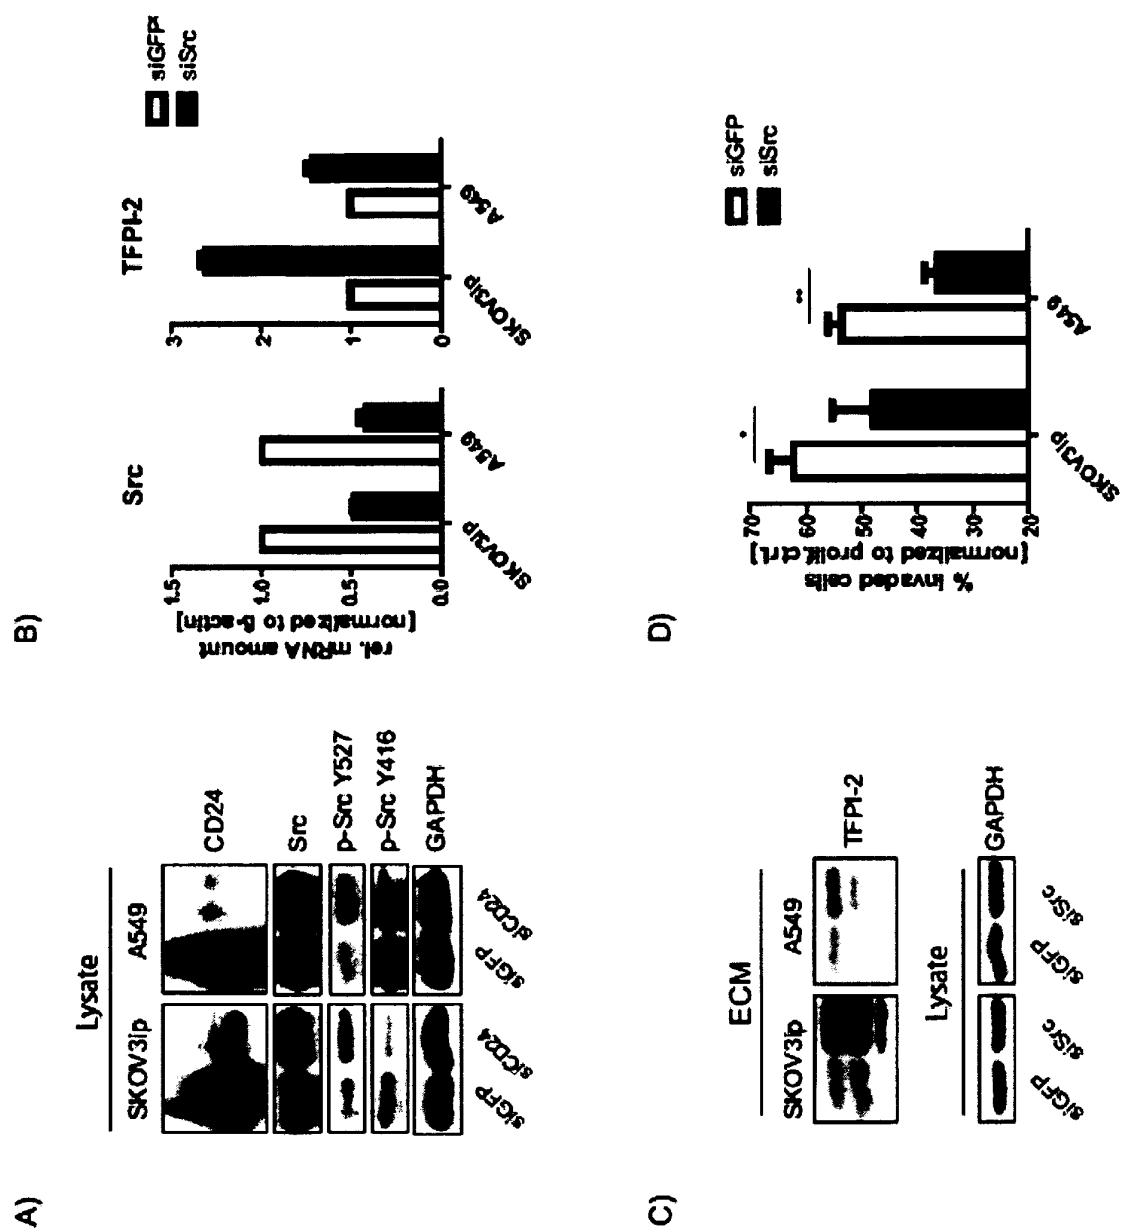 A)
Lysate
SKOV3ip A549
CD24
Src
p-Src Y527
p-Src Y416
GAPDH
siGFP siCD24 siGFP siCD24
B)
Src
rel. mRNA amount
[normalized to ß-actin]
1.5
1.0
0.5
0.0
SKOV3ip A549
TFPI-2
3
2
1
0
SKOV3ip A549
siGFP
siSrc
C)
ECM
SKOV3ip A549
TFPI-2
Lysate
GAPDH
siGFP siSrc siGFP siSrc
D)
% invaded cells
[normalized to prolif.ctrl.]
70
60
50
40
30
20
*
**
SKOV3ip A549
siGFP
siSrc